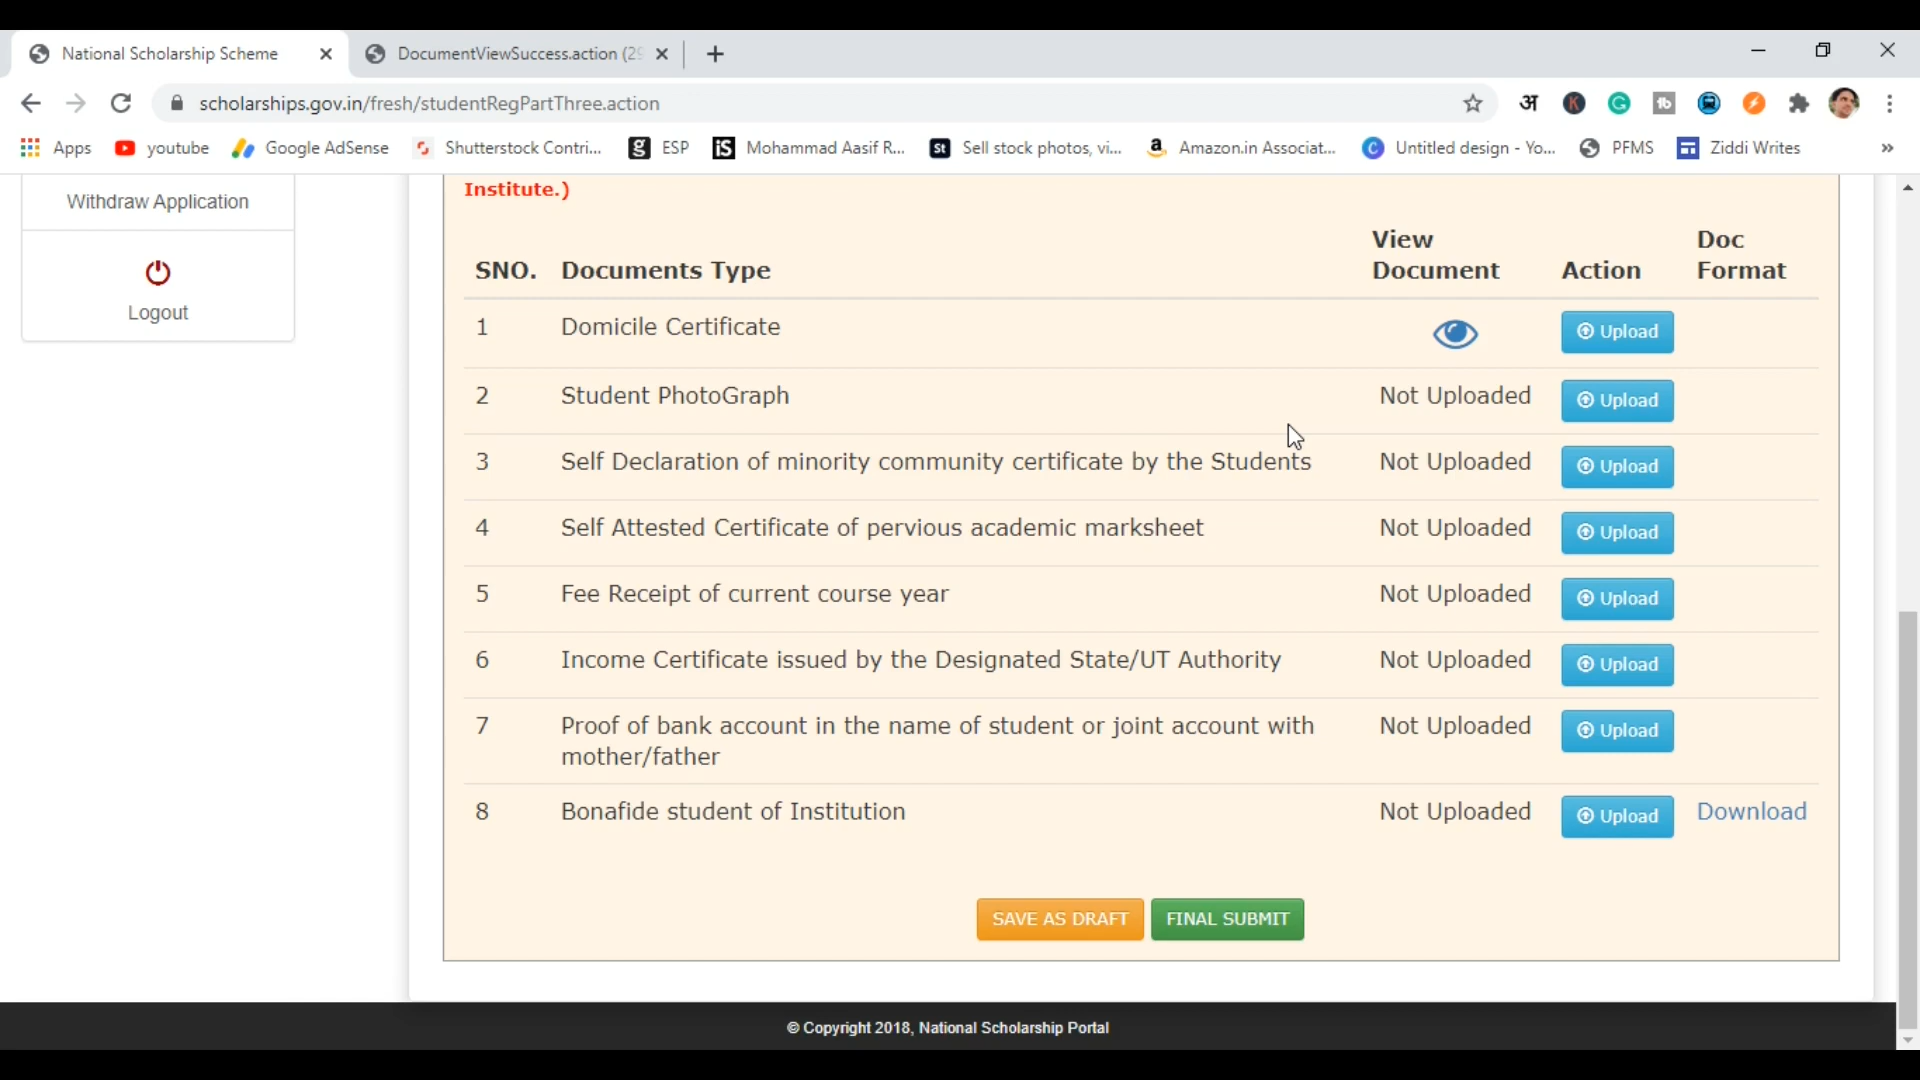 National Scholarship Scheme
DocumentViewSuccess.action (29
scholarships.gov.in/fresh/studentRegPartThree.action
अ
K
G
tb
Apps
youtube
Google AdSense
Shutterstock Contri...
g
ESP
iS
Mohammad Aasif R...
St
Sell stock photos, vi...
a
Amazon.in Associat...
C
Untitled design - Yo...
PFMS
Ziddi Writes
»
Withdraw Application
Logout
Institute.)
SNO. Documents Type View Document Action Doc Format
1 Domicile Certificate Upload
2 Student PhotoGraph Not Uploaded Upload
3 Self Declaration of minority community certificate by the Students Not Uploaded Upload
4 Self Attested Certificate of pervious academic marksheet Not Uploaded Upload
5 Fee Receipt of current course year Not Uploaded Upload
6 Income Certificate issued by the Designated State/UT Authority Not Uploaded Upload
7 Proof of bank account in the name of student or joint account with Not Uploaded Upload
mother/father
8 Bonafide student of Institution Not Uploaded Upload Download
SAVE AS DRAFT FINAL SUBMIT
© Copyright 2018, National Scholarship Portal